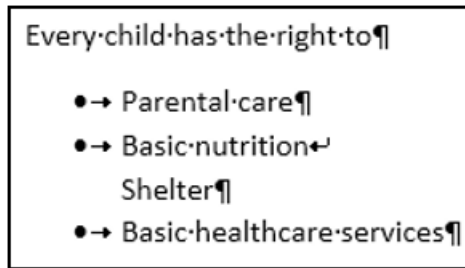 Every·child·has·the·right·to¶
●→ Parental·care¶
●→ Basic·nutrition↵
Shelter¶
●→ Basic·healthcare·services¶